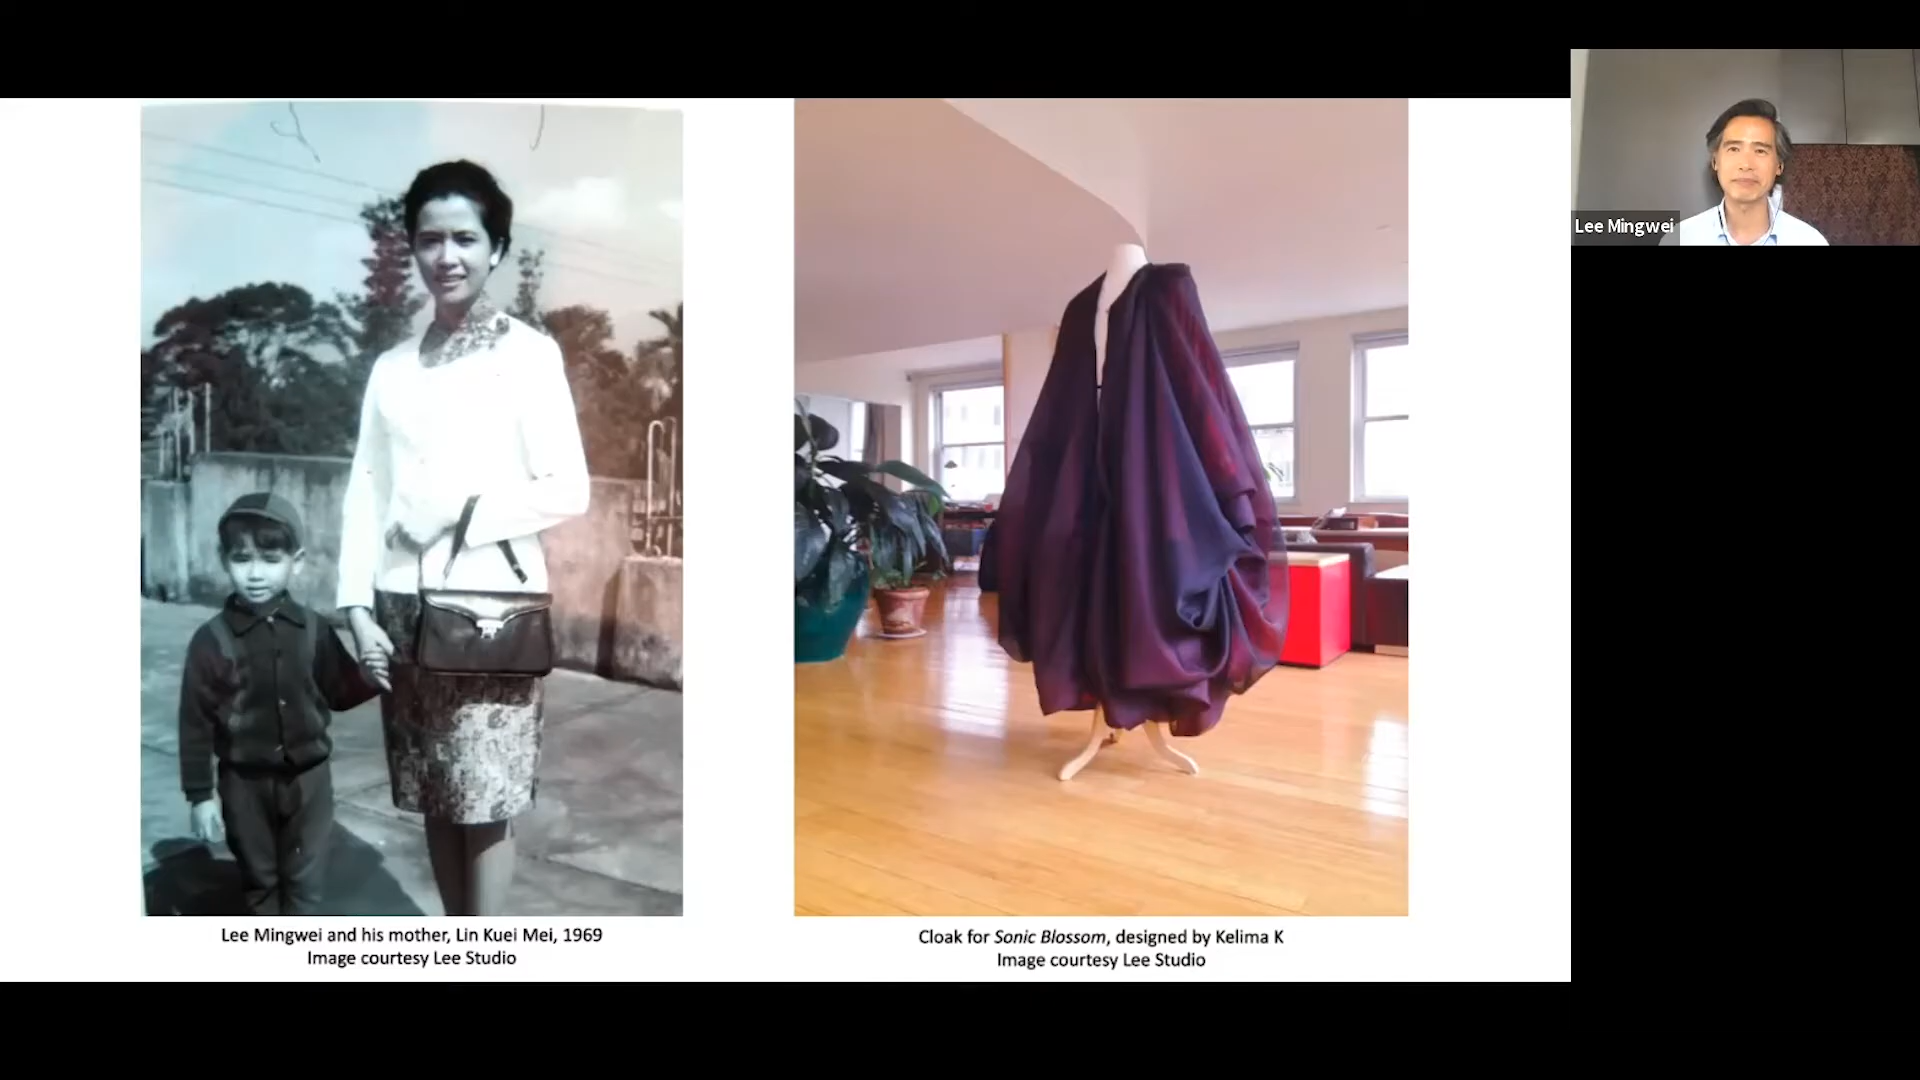 Lee Mingwei
Lee Mingwei and his mother, Lin Kuei Mei, 1969
Image courtesy Lee Studio
Cloak for Sonic Blossom, designed by Kelima K
Image courtesy Lee Studio